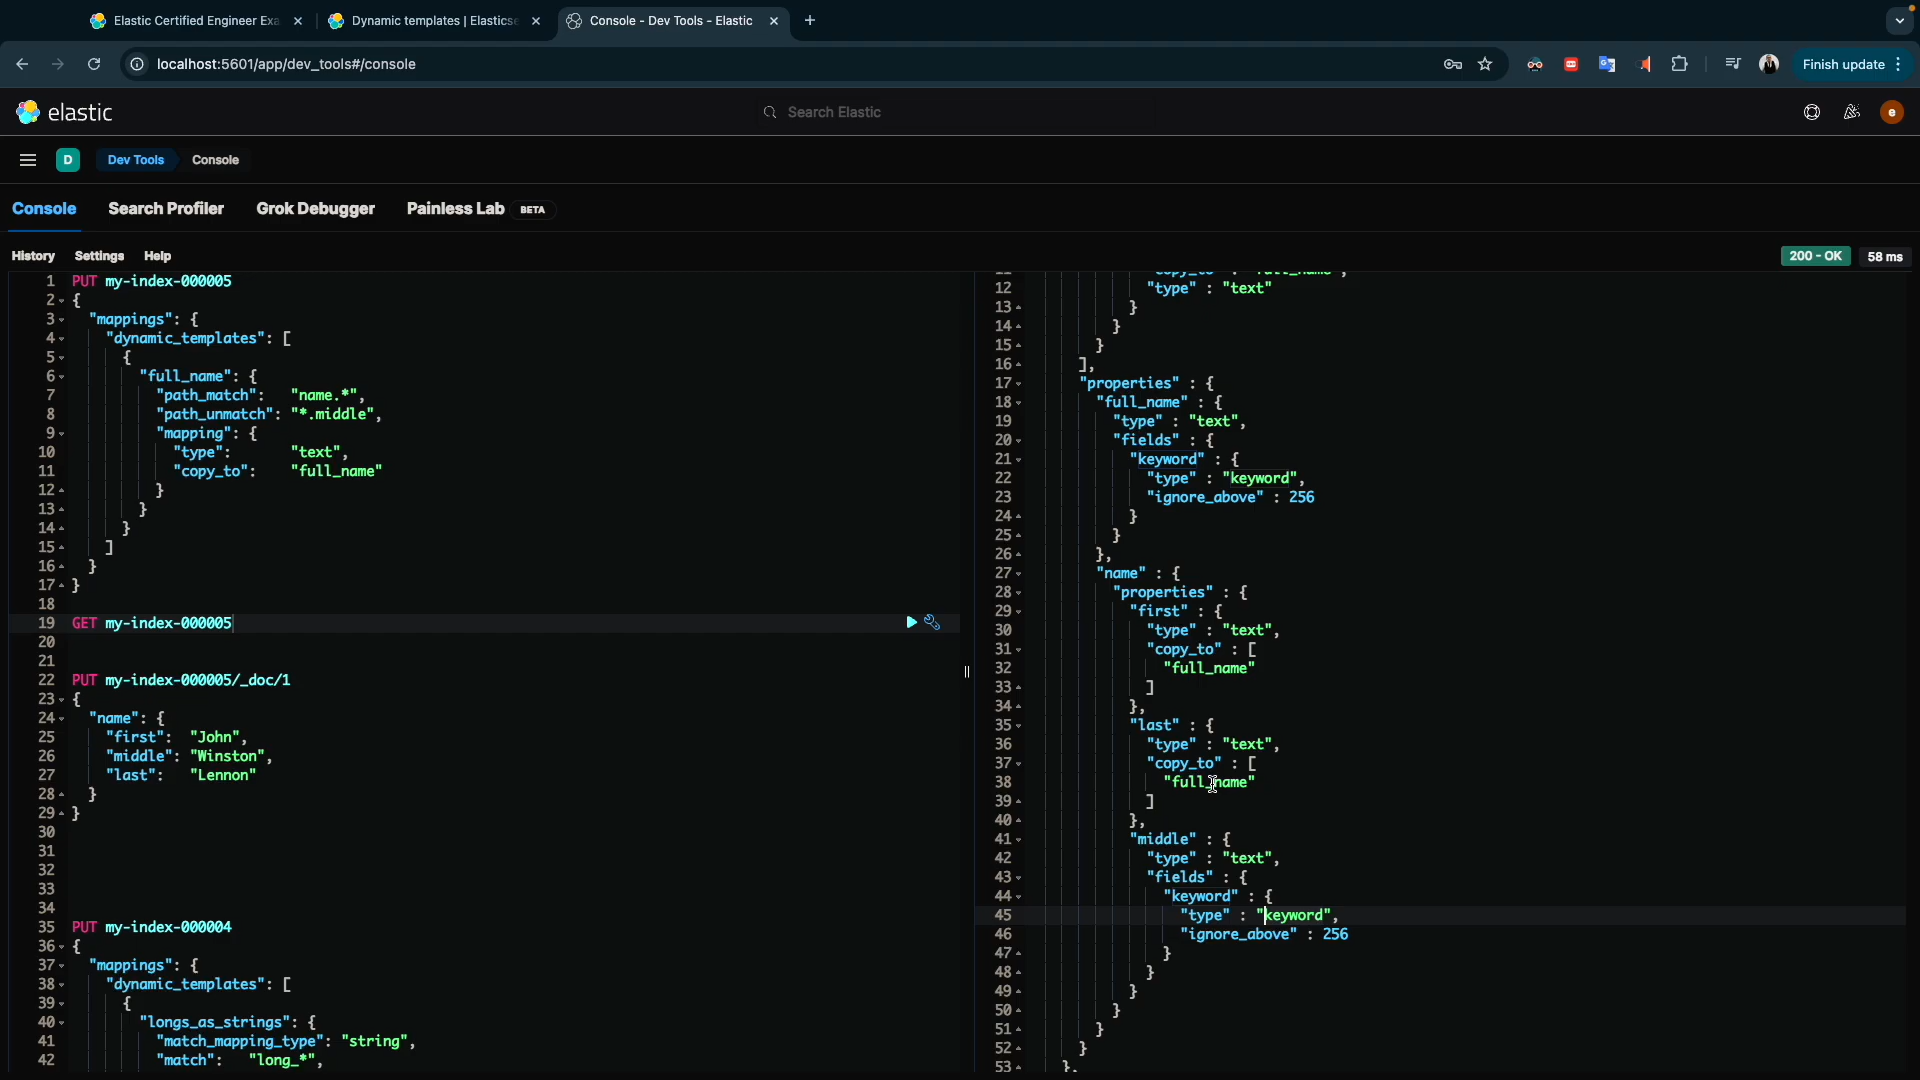 Elastic Certified Engineer Exa
Dynamic templates | Elasticse
Console - Dev Tools - Elastic
localhost:5601/app/dev_tools#/console
Finish update
elastic
Search Elastic
e
D
Dev Tools
Console
Console
Search Profiler
Grok Debugger
Painless Lab
BETA
History
Settings
Help
200 - OK
58 ms
1 PUT my-index-000005
2 {
3 "mappings": {
4 "dynamic_templates": [
5 {
6 "full_name": {
7 "path_match": "name.*",
8 "path_unmatch": "*.middle",
9 "mapping": {
10 "type": "text",
11 "copy_to": "full_name"
12 }
13 }
14 }
15 ]
16 }
17 }
18
19 GET my-index-000005
20
21
22 PUT my-index-000005/_doc/1
23 {
24 "name": {
25 "first": "John",
26 "middle": "Winston",
27 "last": "Lennon"
28 }
29 }
30
31
32
33
34
35 PUT my-index-000004
36 {
37 "mappings": {
38 "dynamic_templates": [
39 {
40 "longs_as_strings": {
41 "match_mapping_type": "string",
42 "match": "long_*",
11 "copy_to" : "full_name",
12 "type" : "text"
13 }
14 }
15 }
16 ],
17 "properties" : {
18 "full_name" : {
19 "type" : "text",
20 "fields" : {
21 "keyword" : {
22 "type" : "keyword",
23 "ignore_above" : 256
24 }
25 }
26 },
27 "name" : {
28 "properties" : {
29 "first" : {
30 "type" : "text",
31 "copy_to" : [
32 "full_name"
33 ]
34 },
35 "last" : {
36 "type" : "text",
37 "copy_to" : [
38 "full_name"
39 ]
40 },
41 "middle" : {
42 "type" : "text",
43 "fields" : {
44 "keyword" : {
45 "type" : "keyword",
46 "ignore_above" : 256
47 }
48 }
49 }
50 }
51 }
52 }
53 },